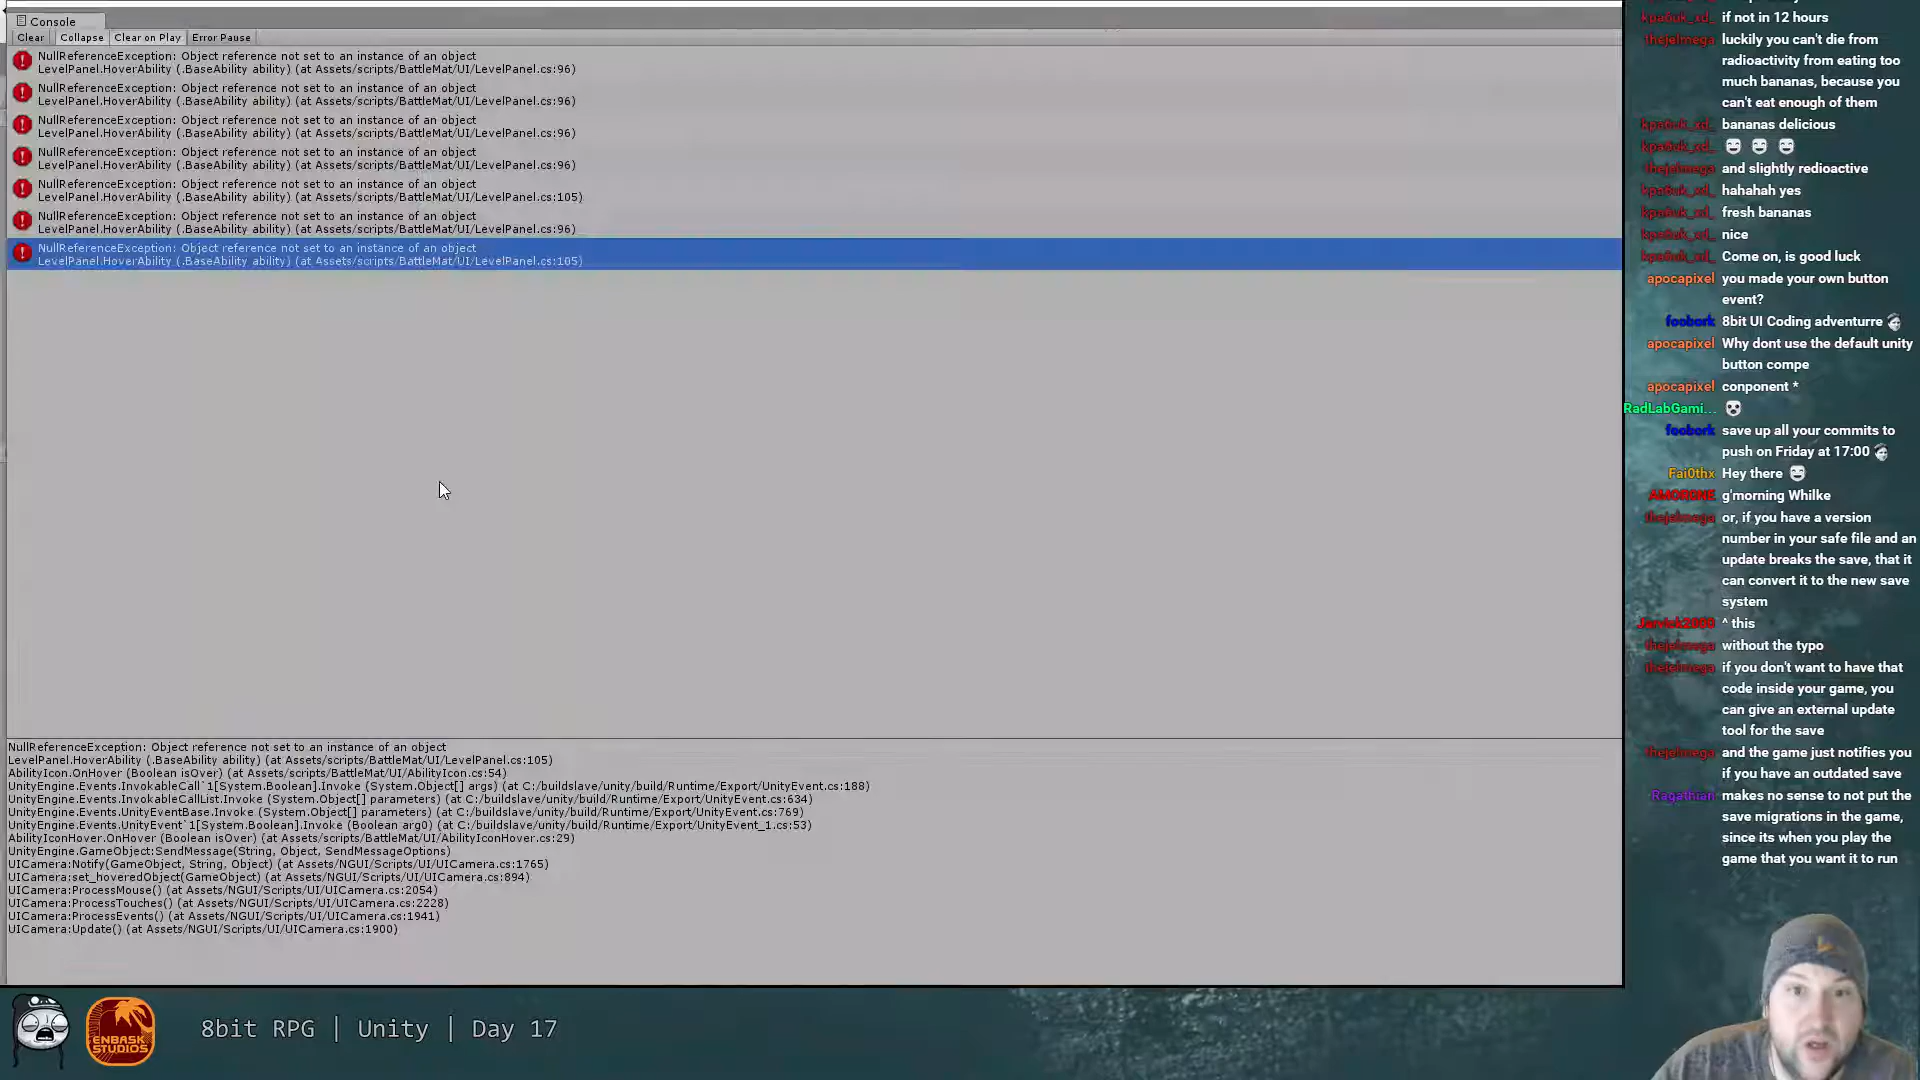 Console
Clear Collapse Clear on Play Error Pause
NullReferenceException: Object reference not set to an instance of an object
LevelPanel.HoverAbility (.BaseAbility ability) (at Assets/scripts/BattleMat/UI/LevelPanel.cs:96)
NullReferenceException: Object reference not set to an instance of an object
LevelPanel.HoverAbility (.BaseAbility ability) (at Assets/scripts/BattleMat/UI/LevelPanel.cs:96)
NullReferenceException: Object reference not set to an instance of an object
LevelPanel.HoverAbility (.BaseAbility ability) (at Assets/scripts/BattleMat/UI/LevelPanel.cs:96)
NullReferenceException: Object reference not set to an instance of an object
LevelPanel.HoverAbility (.BaseAbility ability) (at Assets/scripts/BattleMat/UI/LevelPanel.cs:96)
NullReferenceException: Object reference not set to an instance of an object
LevelPanel.HoverAbility (.BaseAbility ability) (at Assets/scripts/BattleMat/UI/LevelPanel.cs:105)
NullReferenceException: Object reference not set to an instance of an object
LevelPanel.HoverAbility (.BaseAbility ability) (at Assets/scripts/BattleMat/UI/LevelPanel.cs:96)
NullReferenceException: Object reference not set to an instance of an object
LevelPanel.HoverAbility (.BaseAbility ability) (at Assets/scripts/BattleMat/UI/LevelPanel.cs:105)
NullReferenceException: Object reference not set to an instance of an object
LevelPanel.HoverAbility (.BaseAbility ability) (at Assets/scripts/BattleMat/UI/LevelPanel.cs:105)
AbilityIcon.OnHover (Boolean isOver) (at Assets/scripts/BattleMat/UI/AbilityIcon.cs:54)
UnityEngine.Events.InvokableCall`1[System.Boolean].Invoke (System.Object[] args) (at C:/buildslave/unity/build/Runtime/Export/UnityEvent.cs:188)
UnityEngine.Events.InvokableCallList.Invoke (System.Object[] parameters) (at C:/buildslave/unity/build/Runtime/Export/UnityEvent.cs:634)
UnityEngine.Events.UnityEventBase.Invoke (System.Object[] parameters) (at C:/buildslave/unity/build/Runtime/Export/UnityEvent.cs:769)
UnityEngine.Events.UnityEvent`1[System.Boolean].Invoke (Boolean arg0) (at C:/buildslave/unity/build/Runtime/Export/UnityEvent_1.cs:53)
AbilityIconHover.OnHover (Boolean isOver) (at Assets/scripts/BattleMat/UI/AbilityIconHover.cs:29)
UnityEngine.GameObject:SendMessage(String, Object, SendMessageOptions)
UICamera:Notify(GameObject, String, Object) (at Assets/NGUI/Scripts/UI/UICamera.cs:1765)
UICamera:set_hoveredObject(GameObject) (at Assets/NGUI/Scripts/UI/UICamera.cs:894)
UICamera:ProcessMouse() (at Assets/NGUI/Scripts/UI/UICamera.cs:2054)
UICamera:ProcessTouches() (at Assets/NGUI/Scripts/UI/UICamera.cs:2228)
UICamera:ProcessEvents() (at Assets/NGUI/Scripts/UI/UICamera.cs:1941)
UICamera:Update() (at Assets/NGUI/Scripts/UI/UICamera.cs:1900)
kpa6uk_xd_ if not in 12 hours
thejelmega luckily you can't die from
radioactivity from eating too
much bananas, because you
can't eat enough of them
kpa6uk_xd_ bananas delicious
kpa6uk_xd_
thejelmega and slightly redioactive
kpa6uk_xd_ hahahah yes
kpa6uk_xd_ fresh bananas
kpa6uk_xd_ nice
kpa6uk_xd_ Come on, is good luck
apocapixel you made your own button
event?
foobork 8bit UI Coding adventurre
apocapixel Why dont use the default unity
button compe
apocapixel conponent *
RadLabGami...
foobork save up all your commits to
push on Friday at 17:00
Fai0thx Hey there
AMORENE g'morning Whilke
thejelmega or, if you have a version
number in your safe file and an
update breaks the save, that it
can convert it to the new save
system
^ this
thejelmega without the typo
thejelmega if you don't want to have that
code inside your game, you
can give an external update
tool for the save
thejelmega and the game just notifies you
if you have an outdated save
Ragathian makes no sense to not put the
save migrations in the game,
since its when you play the
game that you want it to run
ENBASK
STUDIOS
8bit RPG | Unity | Day 17